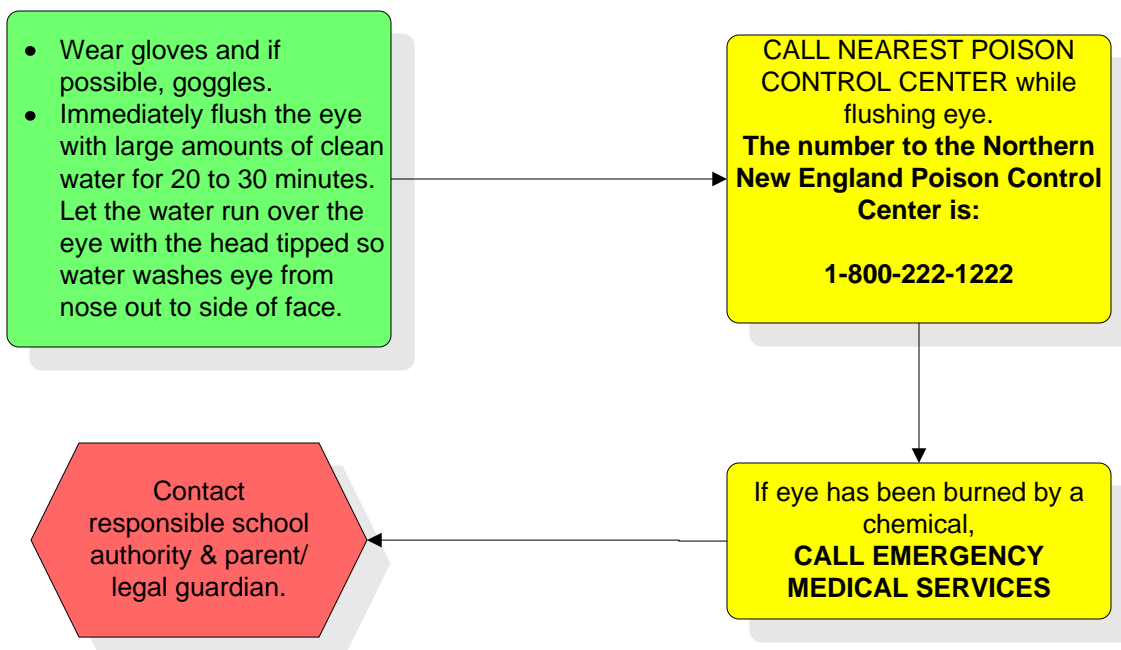 • Wear gloves and if
possible, goggles.
• Immediately flush the eye
with large amounts of clean
water for 20 to 30 minutes.
Let the water run over the
eye with the head tipped so
water washes eye from
nose out to side of face.
CALL NEAREST POISON
CONTROL CENTER while
flushing eye.
The number to the Northern
New England Poison Control
Center is:
1-800-222-1222
If eye has been burned by a
chemical,
CALL EMERGENCY
MEDICAL SERVICES
Contact
responsible school
authority & parent/
legal guardian.